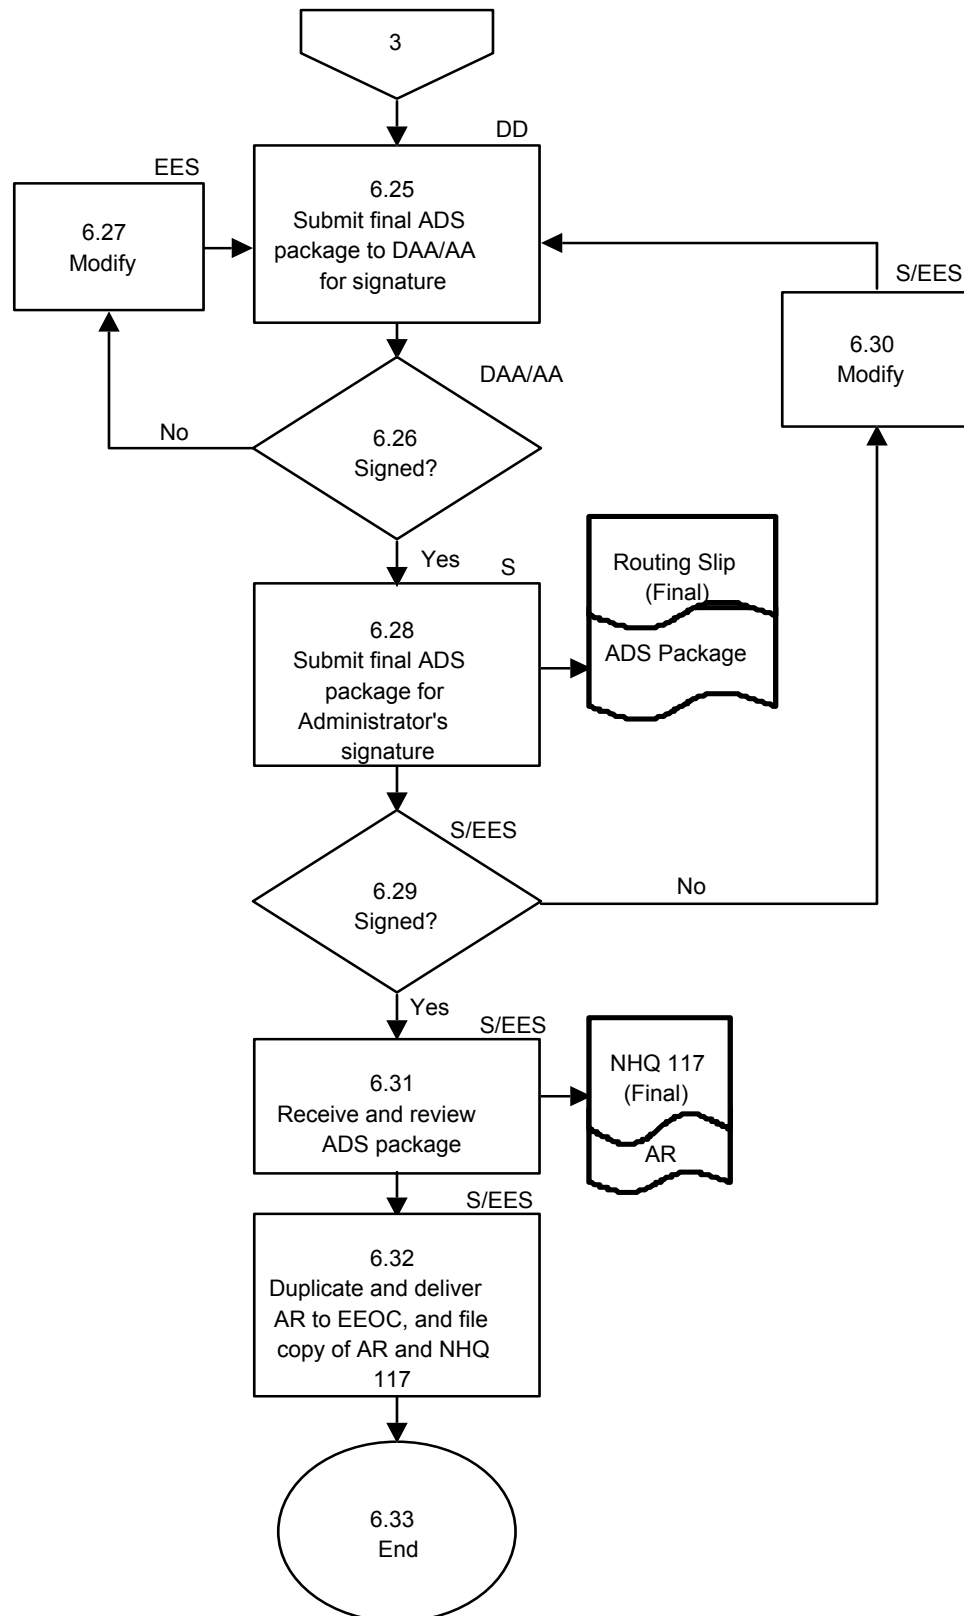 3
DD
6.25
Submit final ADS
package to DAA/AA
for signature
EES
6.27
Modify
S/EES
6.30
Modify
DAA/AA
6.26
Signed?
No
Yes
S
6.28
Submit final ADS
package for
Administrator's
signature
Routing Slip
(Final)
ADS Package
S/EES
6.29
Signed?
No
Yes
S/EES
6.31
Receive and review
ADS package
NHQ 117
(Final)
AR
S/EES
6.32
Duplicate and deliver
AR to EEOC, and file
copy of AR and NHQ
117
6.33
End